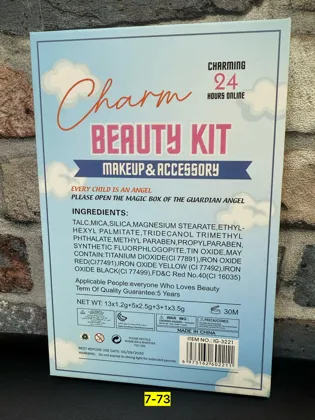 Charm
CHARMING
24
HOURS ONLINE
BEAUTY KIT
MAKEUP & ACCESSORY
EVERY CHILD IS AN ANGEL
PLEASE OPEN THE MAGIC BOX OF THE GUARDIAN ANGEL
INGREDIENTS:
TALC,MICA,SILICA,MAGNESIUM STEARATE,ETHYL-
HEXYL PALMITATE,TRIDECANOL TRIMETHYL
PHTHALATE,METHYL PARABEN,PROPYLPARABEN,
SYNTHETIC FLUORPHLOGOPITE,TIN OXIDE,MAY
CONTAIN:TITANIUM DIOXIDE(CI 77891),IRON OXIDE
RED(CI77491),IRON OXIDE YELLOW (CI 77492),IRON
OXIDE BLACK(CI 77499),FD&C Red No.40(CI 16035)
Applicable People:everyone Who Loves Beauty
Term Of Quality Guarantee:5 Years
NET WT: 13x1.2g+5x2.5g+3+1x3.5g
30M
WARNING:
MADE IN CHINA
ITEM NO.: IG-3221
7-73